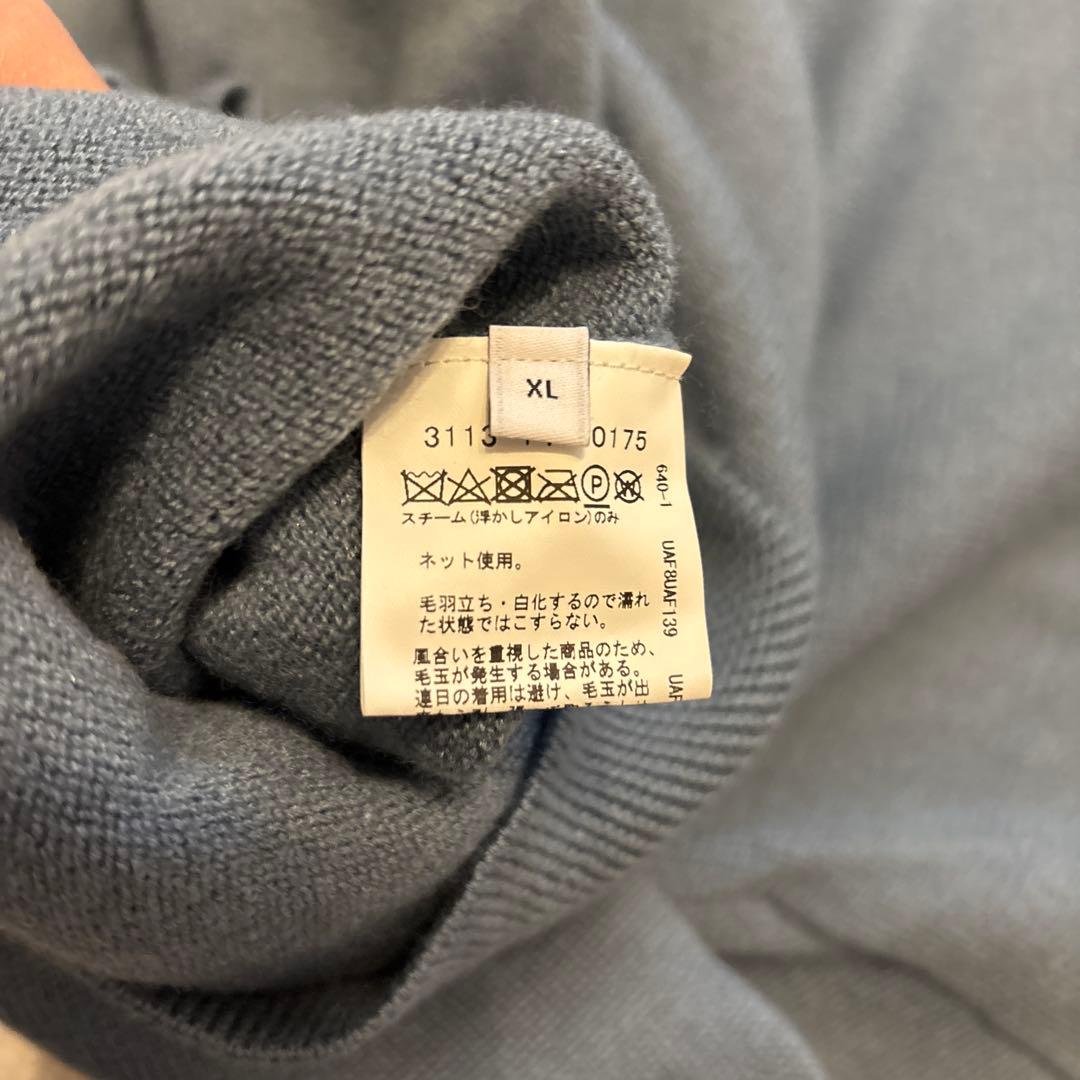 XL
3113
0175
P
W
スチーム(浮かしアイロン)のみ
ネット使用。
毛羽立ち・白化するので濡れ
た状態ではこすらない。
風合いを重視した商品のため、
毛玉が発生する場合がある。
連日の着用は避け、毛玉が出
640-1
UAF8UAF139
UAF